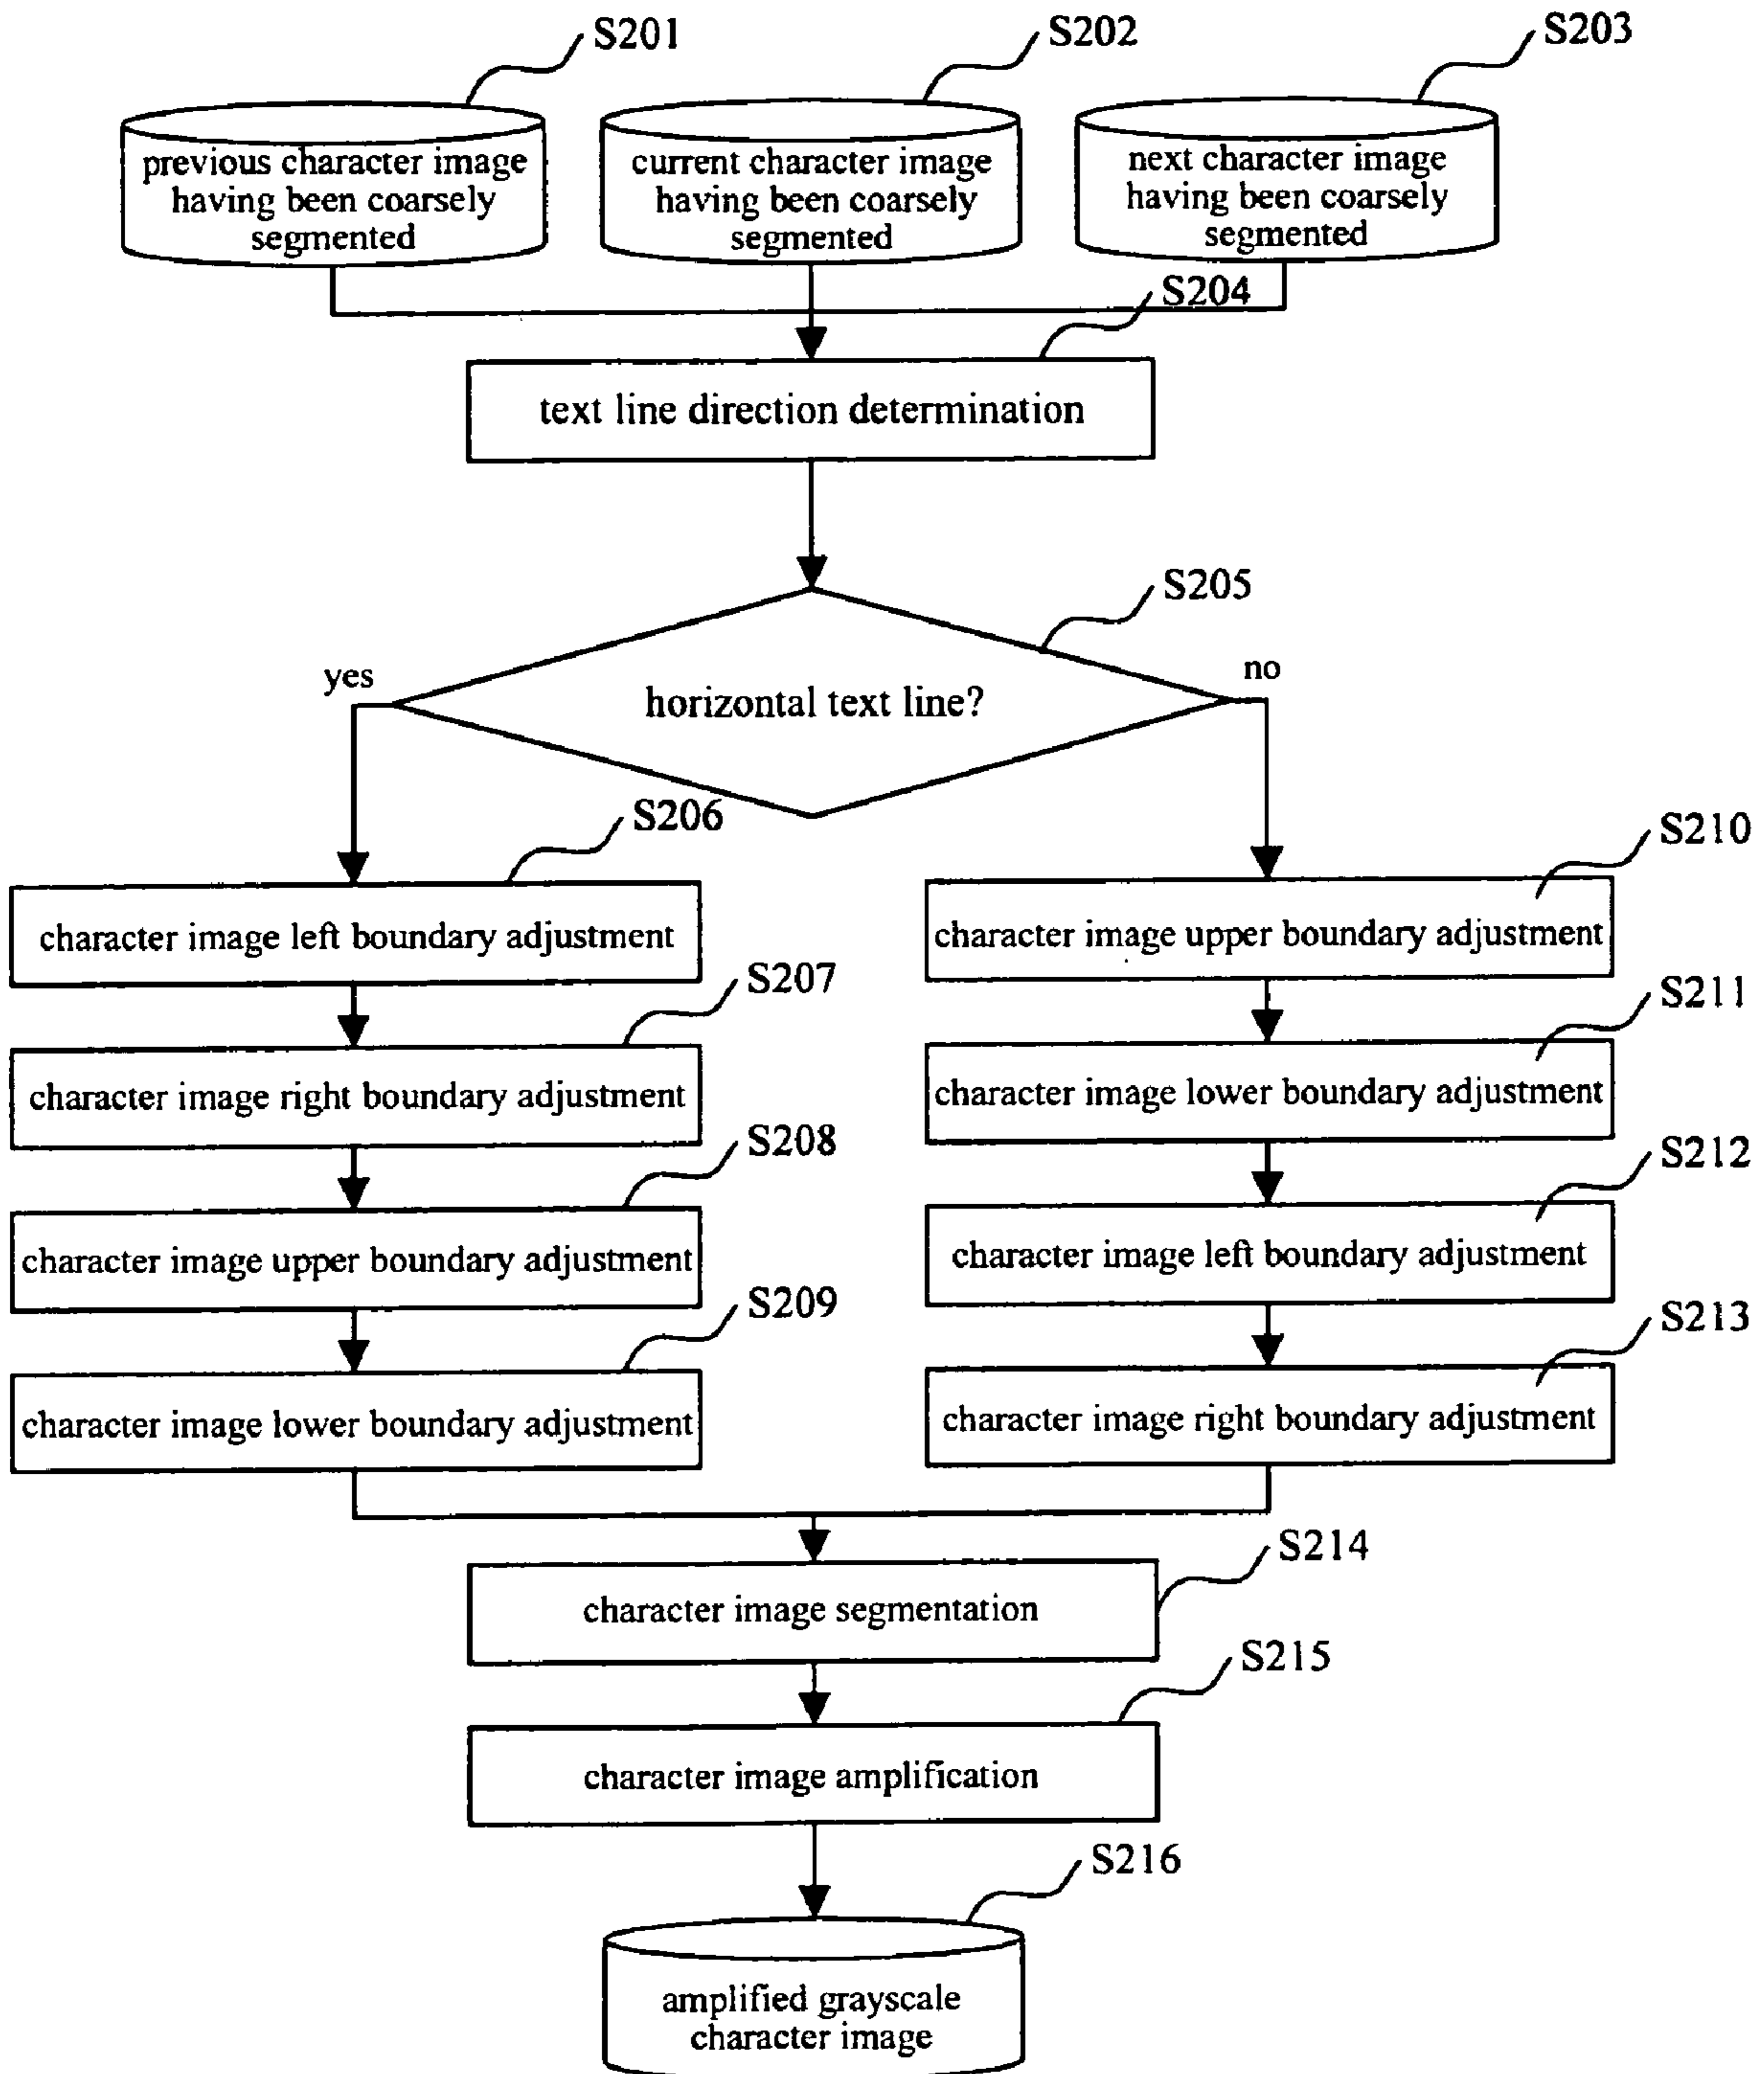 S201
S202
S203
previous character image
having been coarsely
segmented
current character image
having been coarsely
segmented
next character image
having been coarsely
segmented
S204
text line direction determination
S205
yes
no
horizontal text line?
S206
S210
character image left boundary adjustment
character image upper boundary adjustment
S207
S211
character image right boundary adjustment
character image lower boundary adjustment
S208
S212
character image upper boundary adjustment
character image left boundary adjustment
S209
S213
character image lower boundary adjustment
character image right boundary adjustment
S214
character image segmentation
S215
character image amplification
S216
amplified grayscale
character image